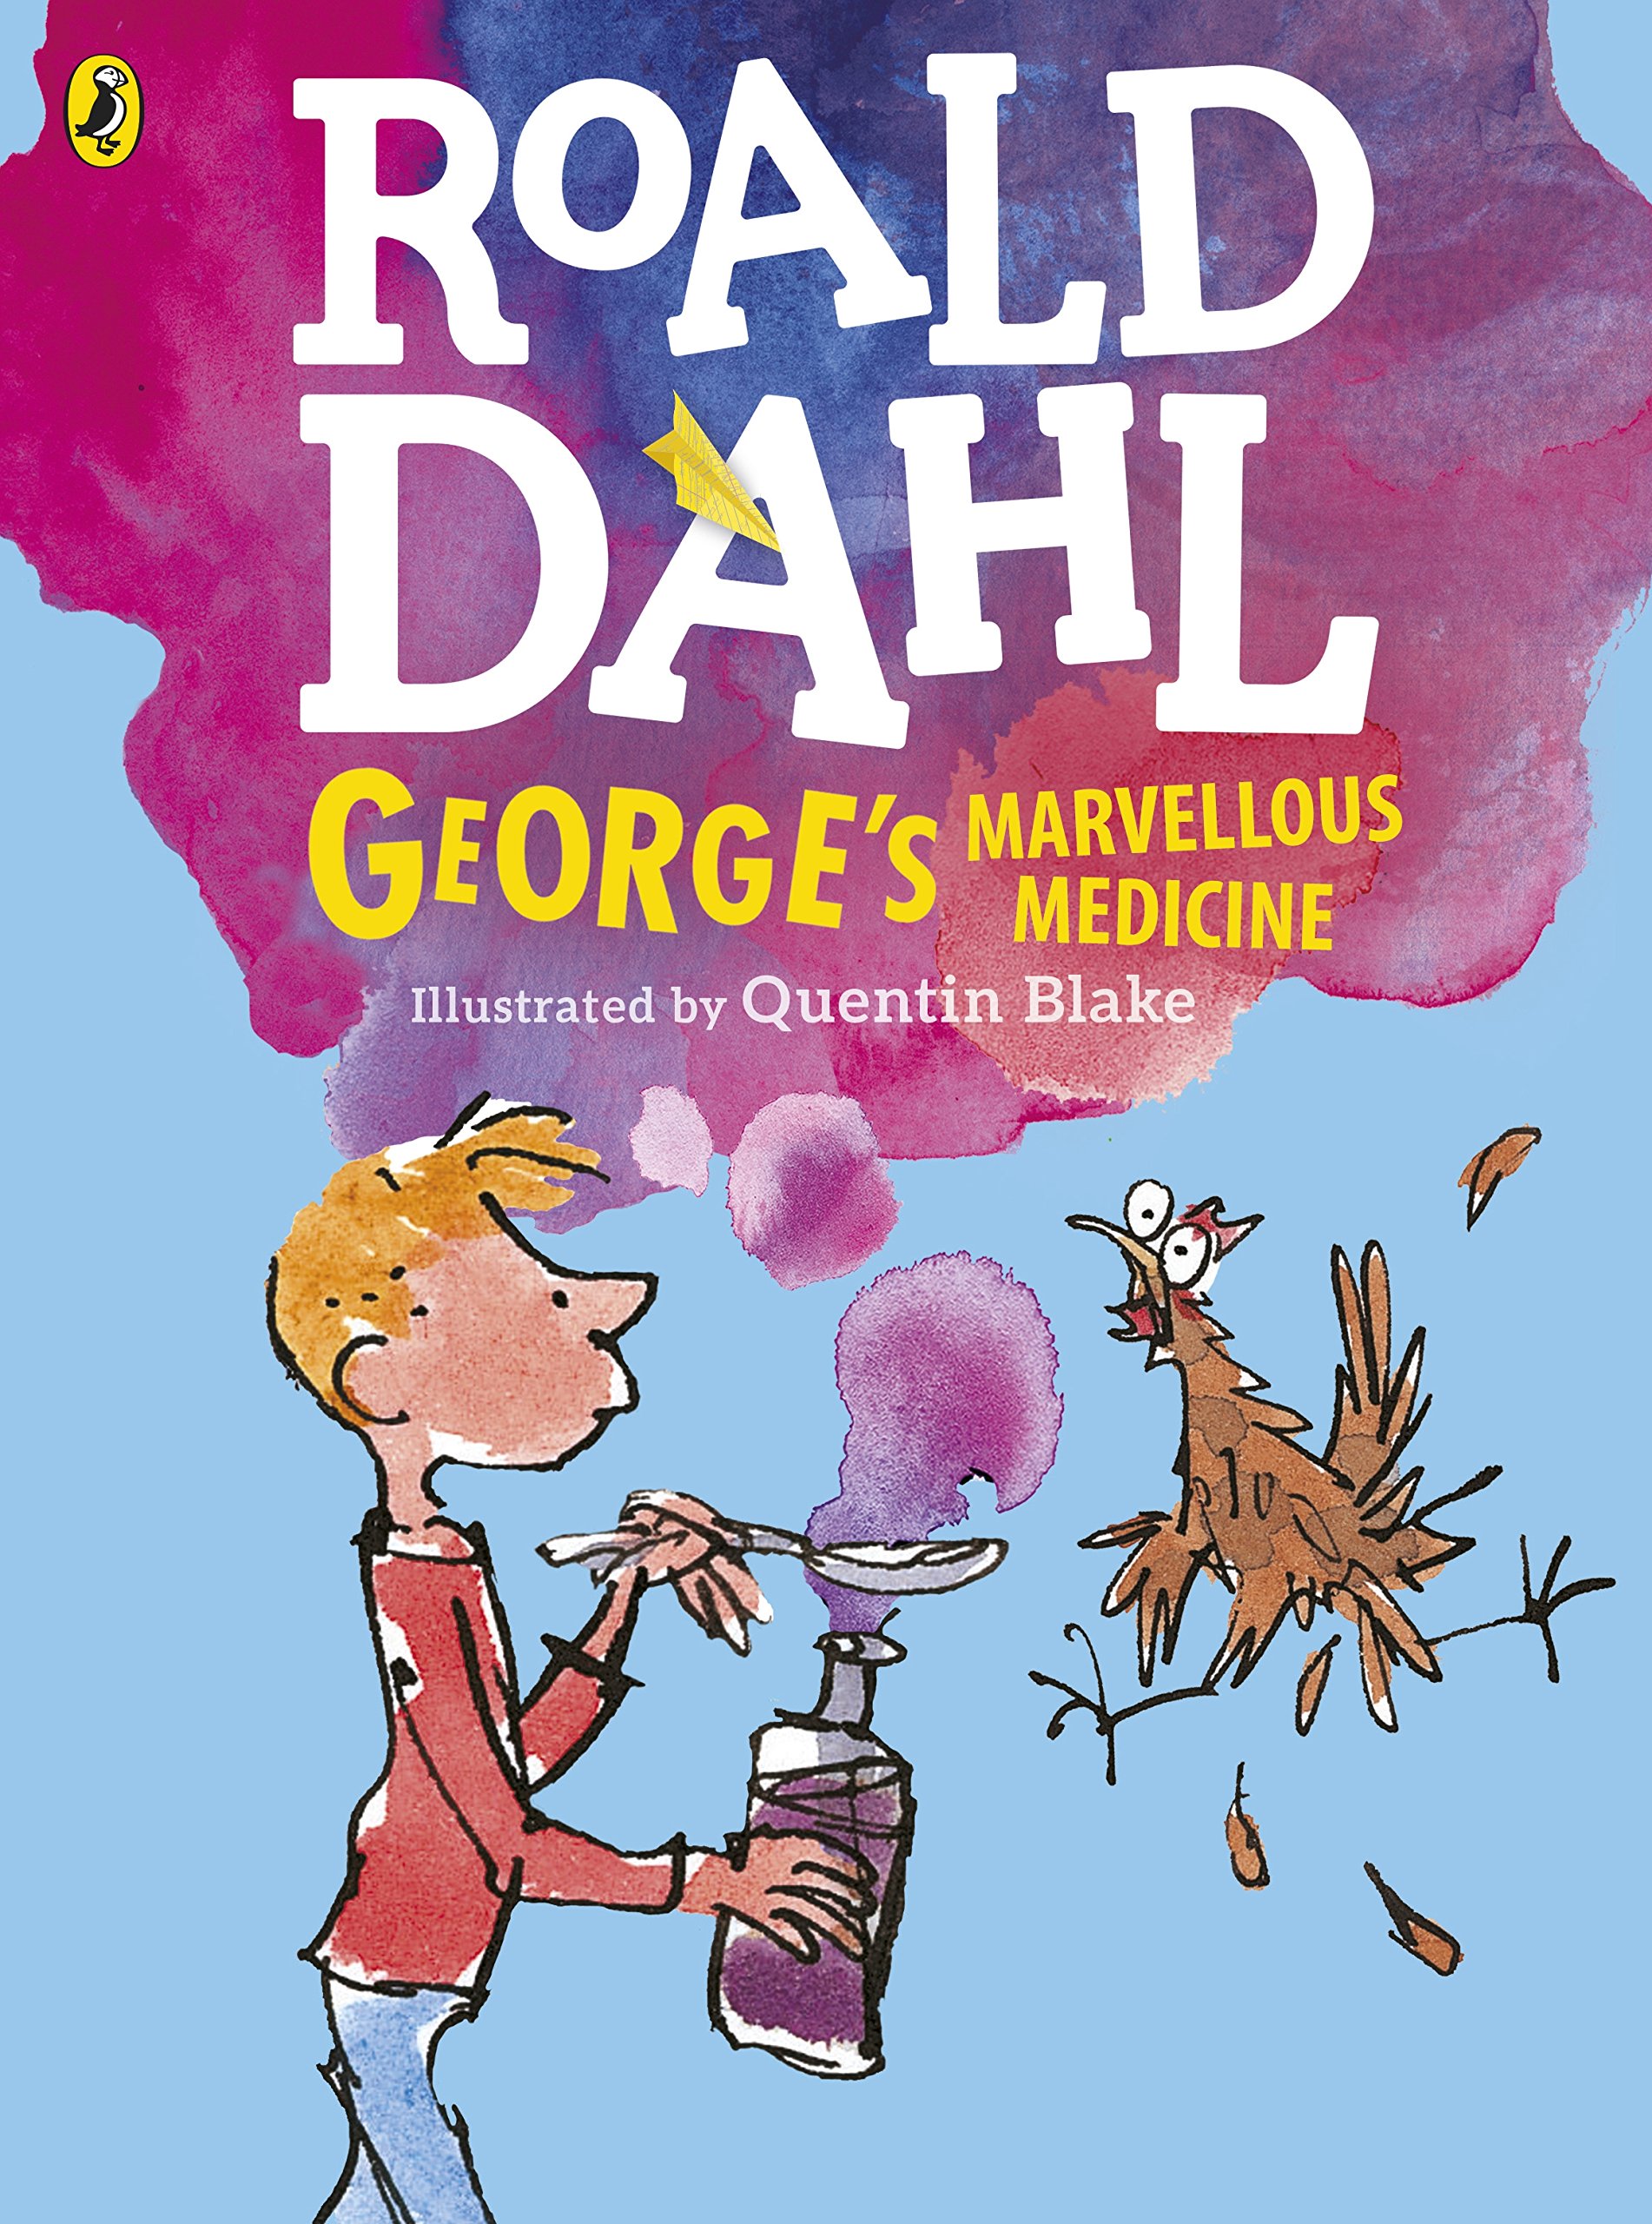 ROALD
DAHL
GEORGE'S MARVELLOUS
MEDICINE
Illustrated by Quentin Blake